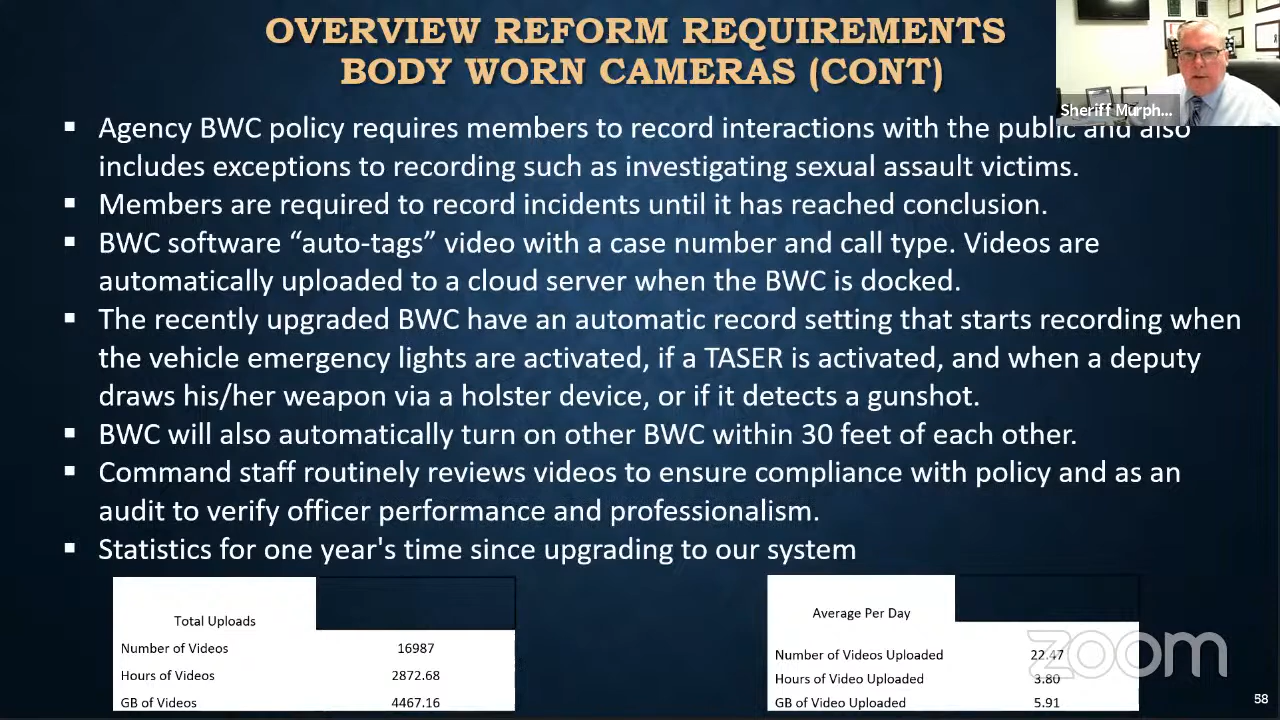 OVERVIEW REFORM REQUIREMENTS
BODY WORN CAMERAS (CONT)
Sheriff Murph...
▪ Agency BWC policy requires members to record interactions with the public and also
includes exceptions to recording such as investigating sexual assault victims.
▪ Members are required to record incidents until it has reached conclusion.
▪ BWC software “auto-tags” video with a case number and call type. Videos are
automatically uploaded to a cloud server when the BWC is docked.
▪ The recently upgraded BWC have an automatic record setting that starts recording when
the vehicle emergency lights are activated, if a TASER is activated, and when a deputy
draws his/her weapon via a holster device, or if it detects a gunshot.
▪ BWC will also automatically turn on other BWC within 30 feet of each other.
▪ Command staff routinely reviews videos to ensure compliance with policy and as an
audit to verify officer performance and professionalism.
▪ Statistics for one year's time since upgrading to our system
Total Uploads
Number of Videos 16987
Hours of Videos 2872.68
GB of Videos 4467.16
Average Per Day
Number of Videos Uploaded 22.47
Hours of Video Uploaded 3.80
GB of Video Uploaded 5.91
zoom
58